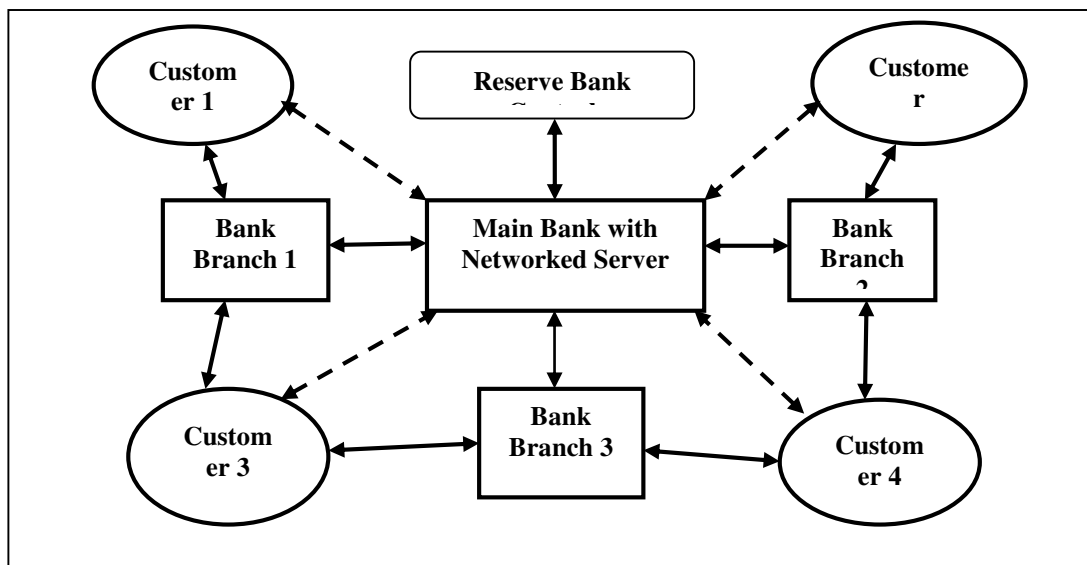 Custom
er 1
Reserve Bank
Custome
r
Bank
Branch 1
Main Bank with
Networked Server
Bank
Branch
Custom
er 3
Bank
Branch 3
Custom
er 4